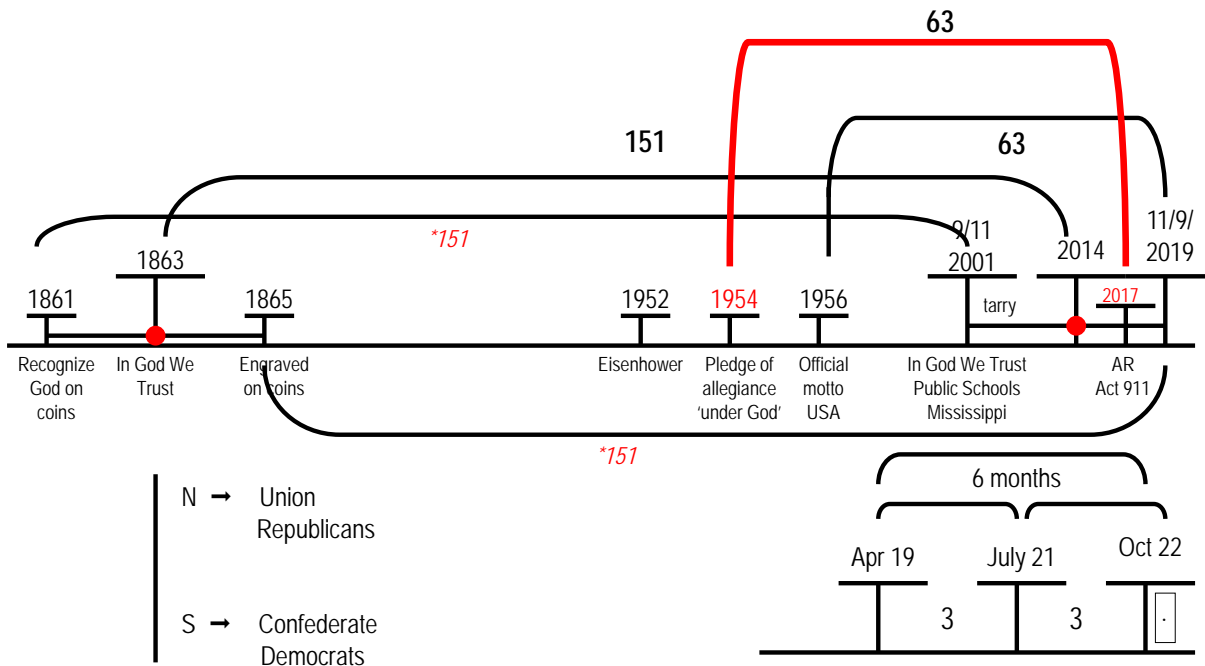 63
151
63
*151
9/11
2001
2014
11/9/
2019
1863
1861
1865
1952
1954
1956
tarry
2017
Recognize
God on
coins
In God We
Trust
Engraved
on coins
Eisenhower
Pledge of
allegiance
‘under God’
Official
motto
USA
In God We Trust
Public Schools
Mississippi
AR
Act 911
*151
6 months
N ➞ Union
Republicans
Apr 19
July 21
Oct 22
3
3
.
S ➞ Confederate
Democrats